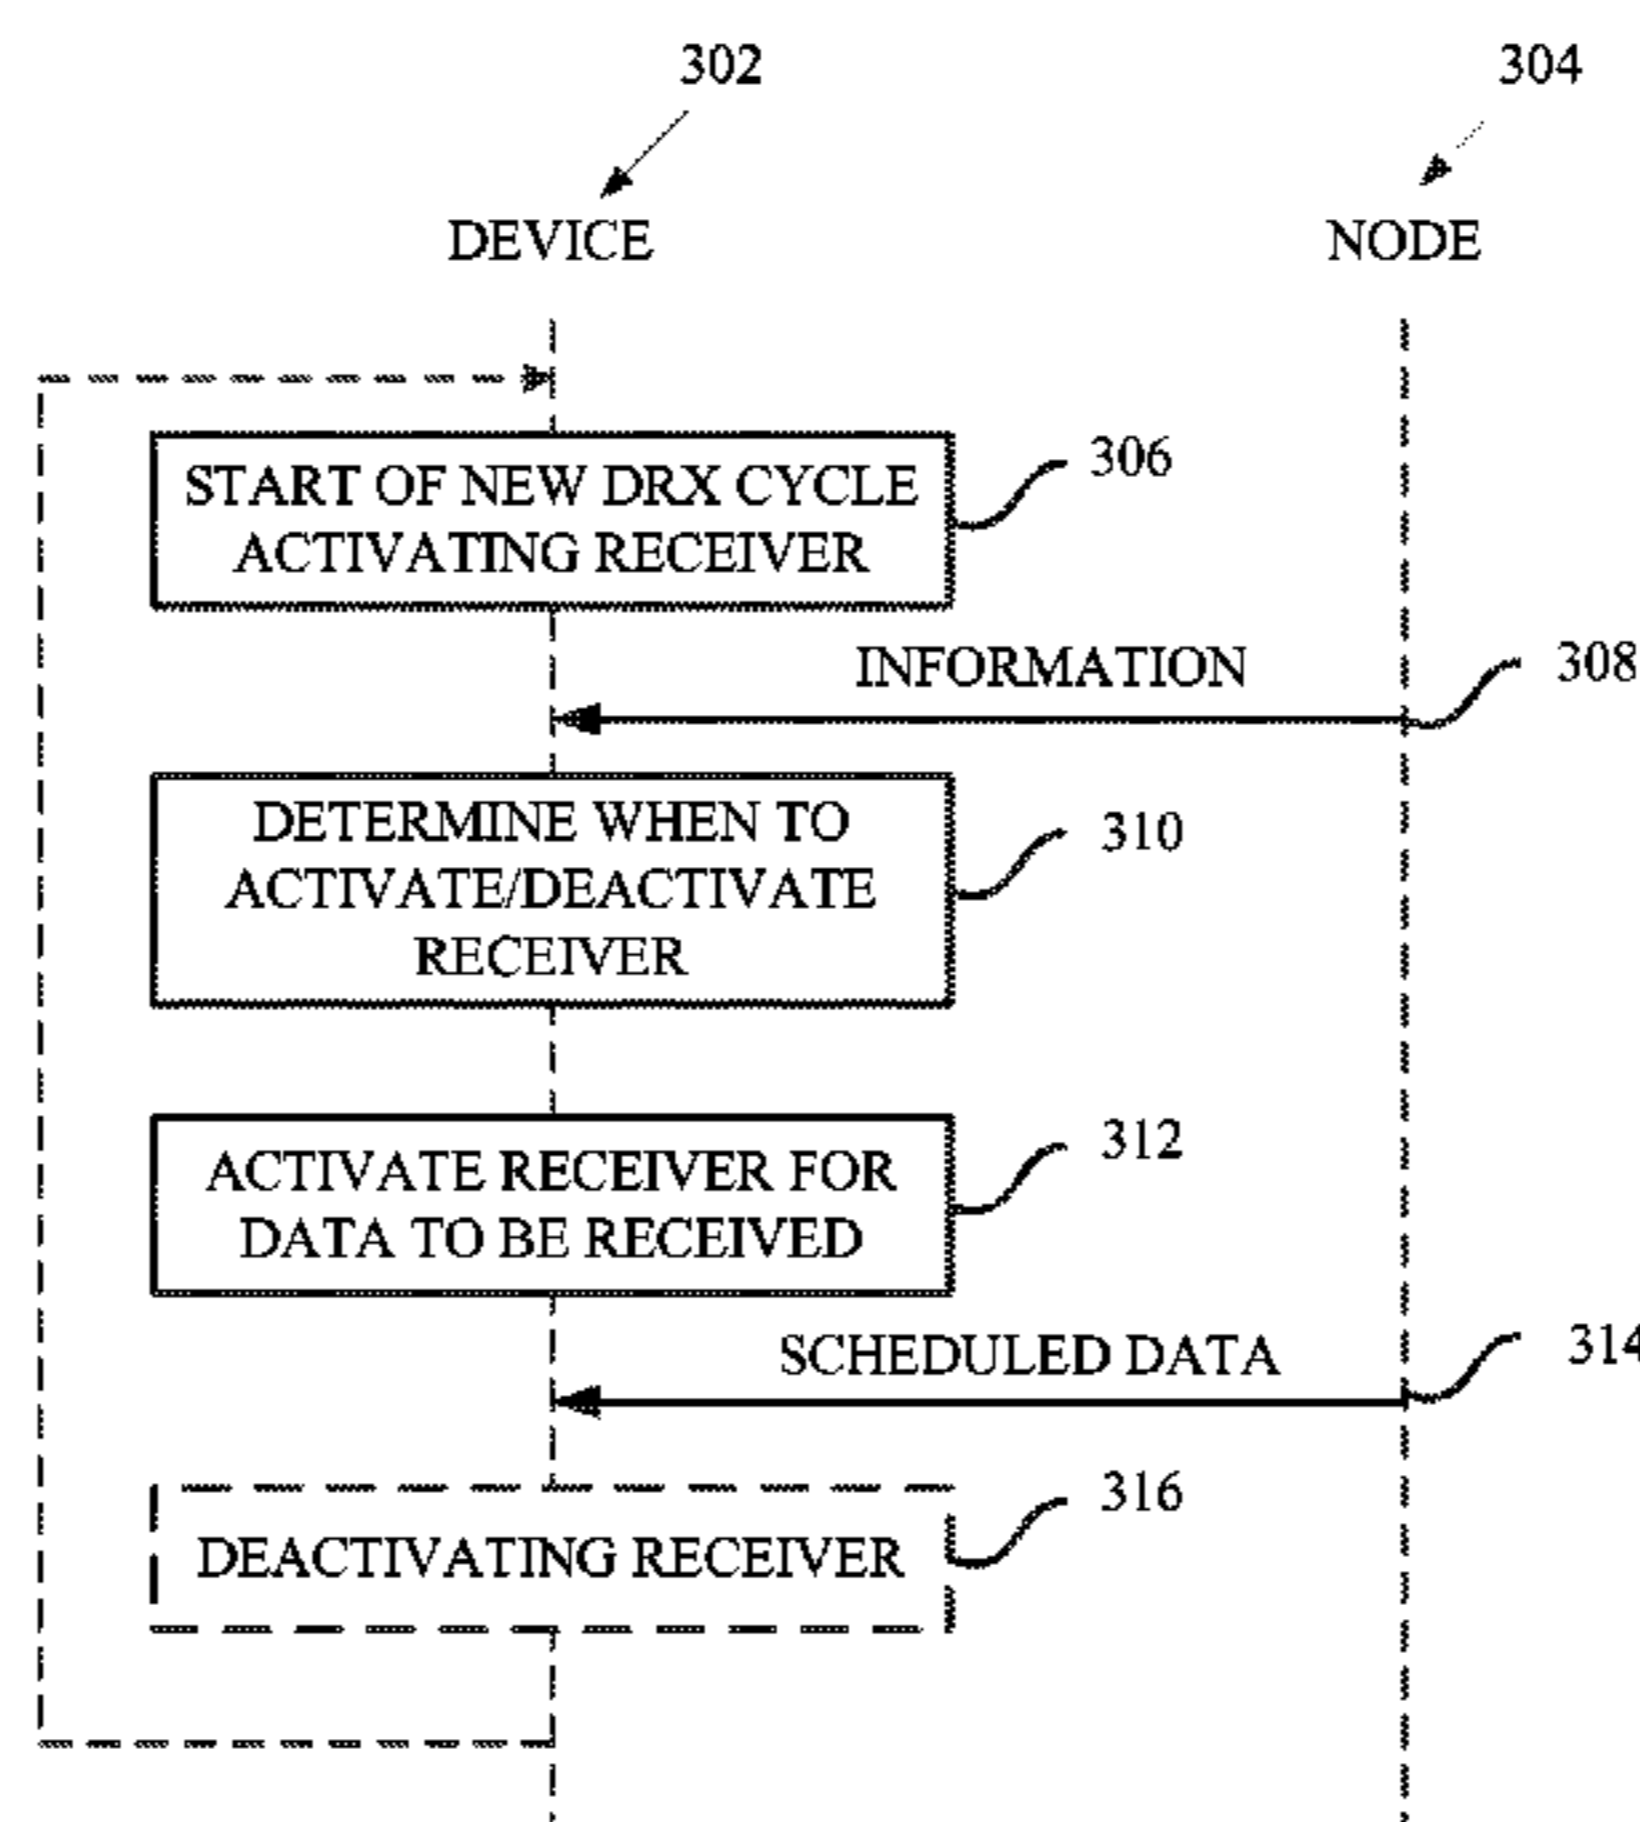 302
304
DEVICE
NODE
START OF NEW DRX CYCLE
ACTIVATING RECEIVER
306
INFORMATION
308
DETERMINE WHEN TO
ACTIVATE/DEACTIVATE
RECEIVER
310
ACTIVATE RECEIVER FOR
DATA TO BE RECEIVED
312
SCHEDULED DATA
314
DEACTIVATING RECEIVER
316